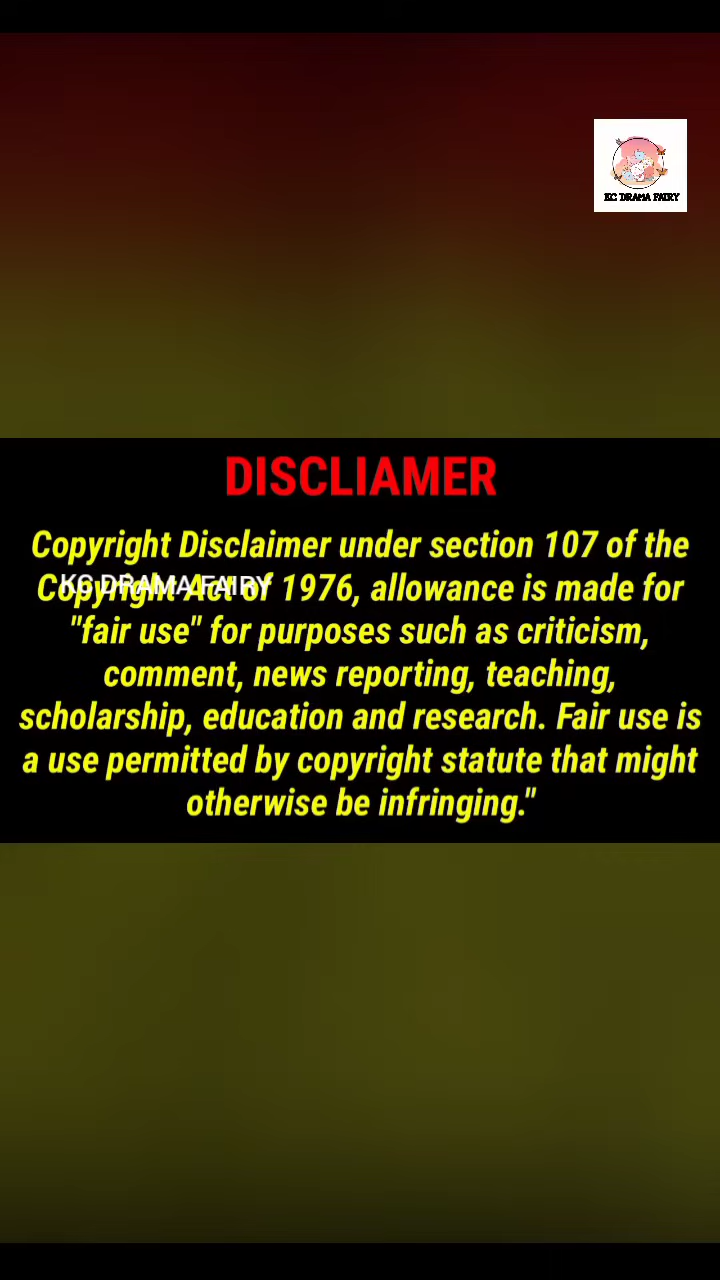 KC DRAMA FAIRY
DISCLIAMER
Copyright Disclaimer under section 107 of the
Copyright Act of 1976, allowance is made for
KC DRAMA FAIRY
"fair use" for purposes such as criticism,
comment, news reporting, teaching,
scholarship, education and research. Fair use is
a use permitted by copyright statute that might
otherwise be infringing."